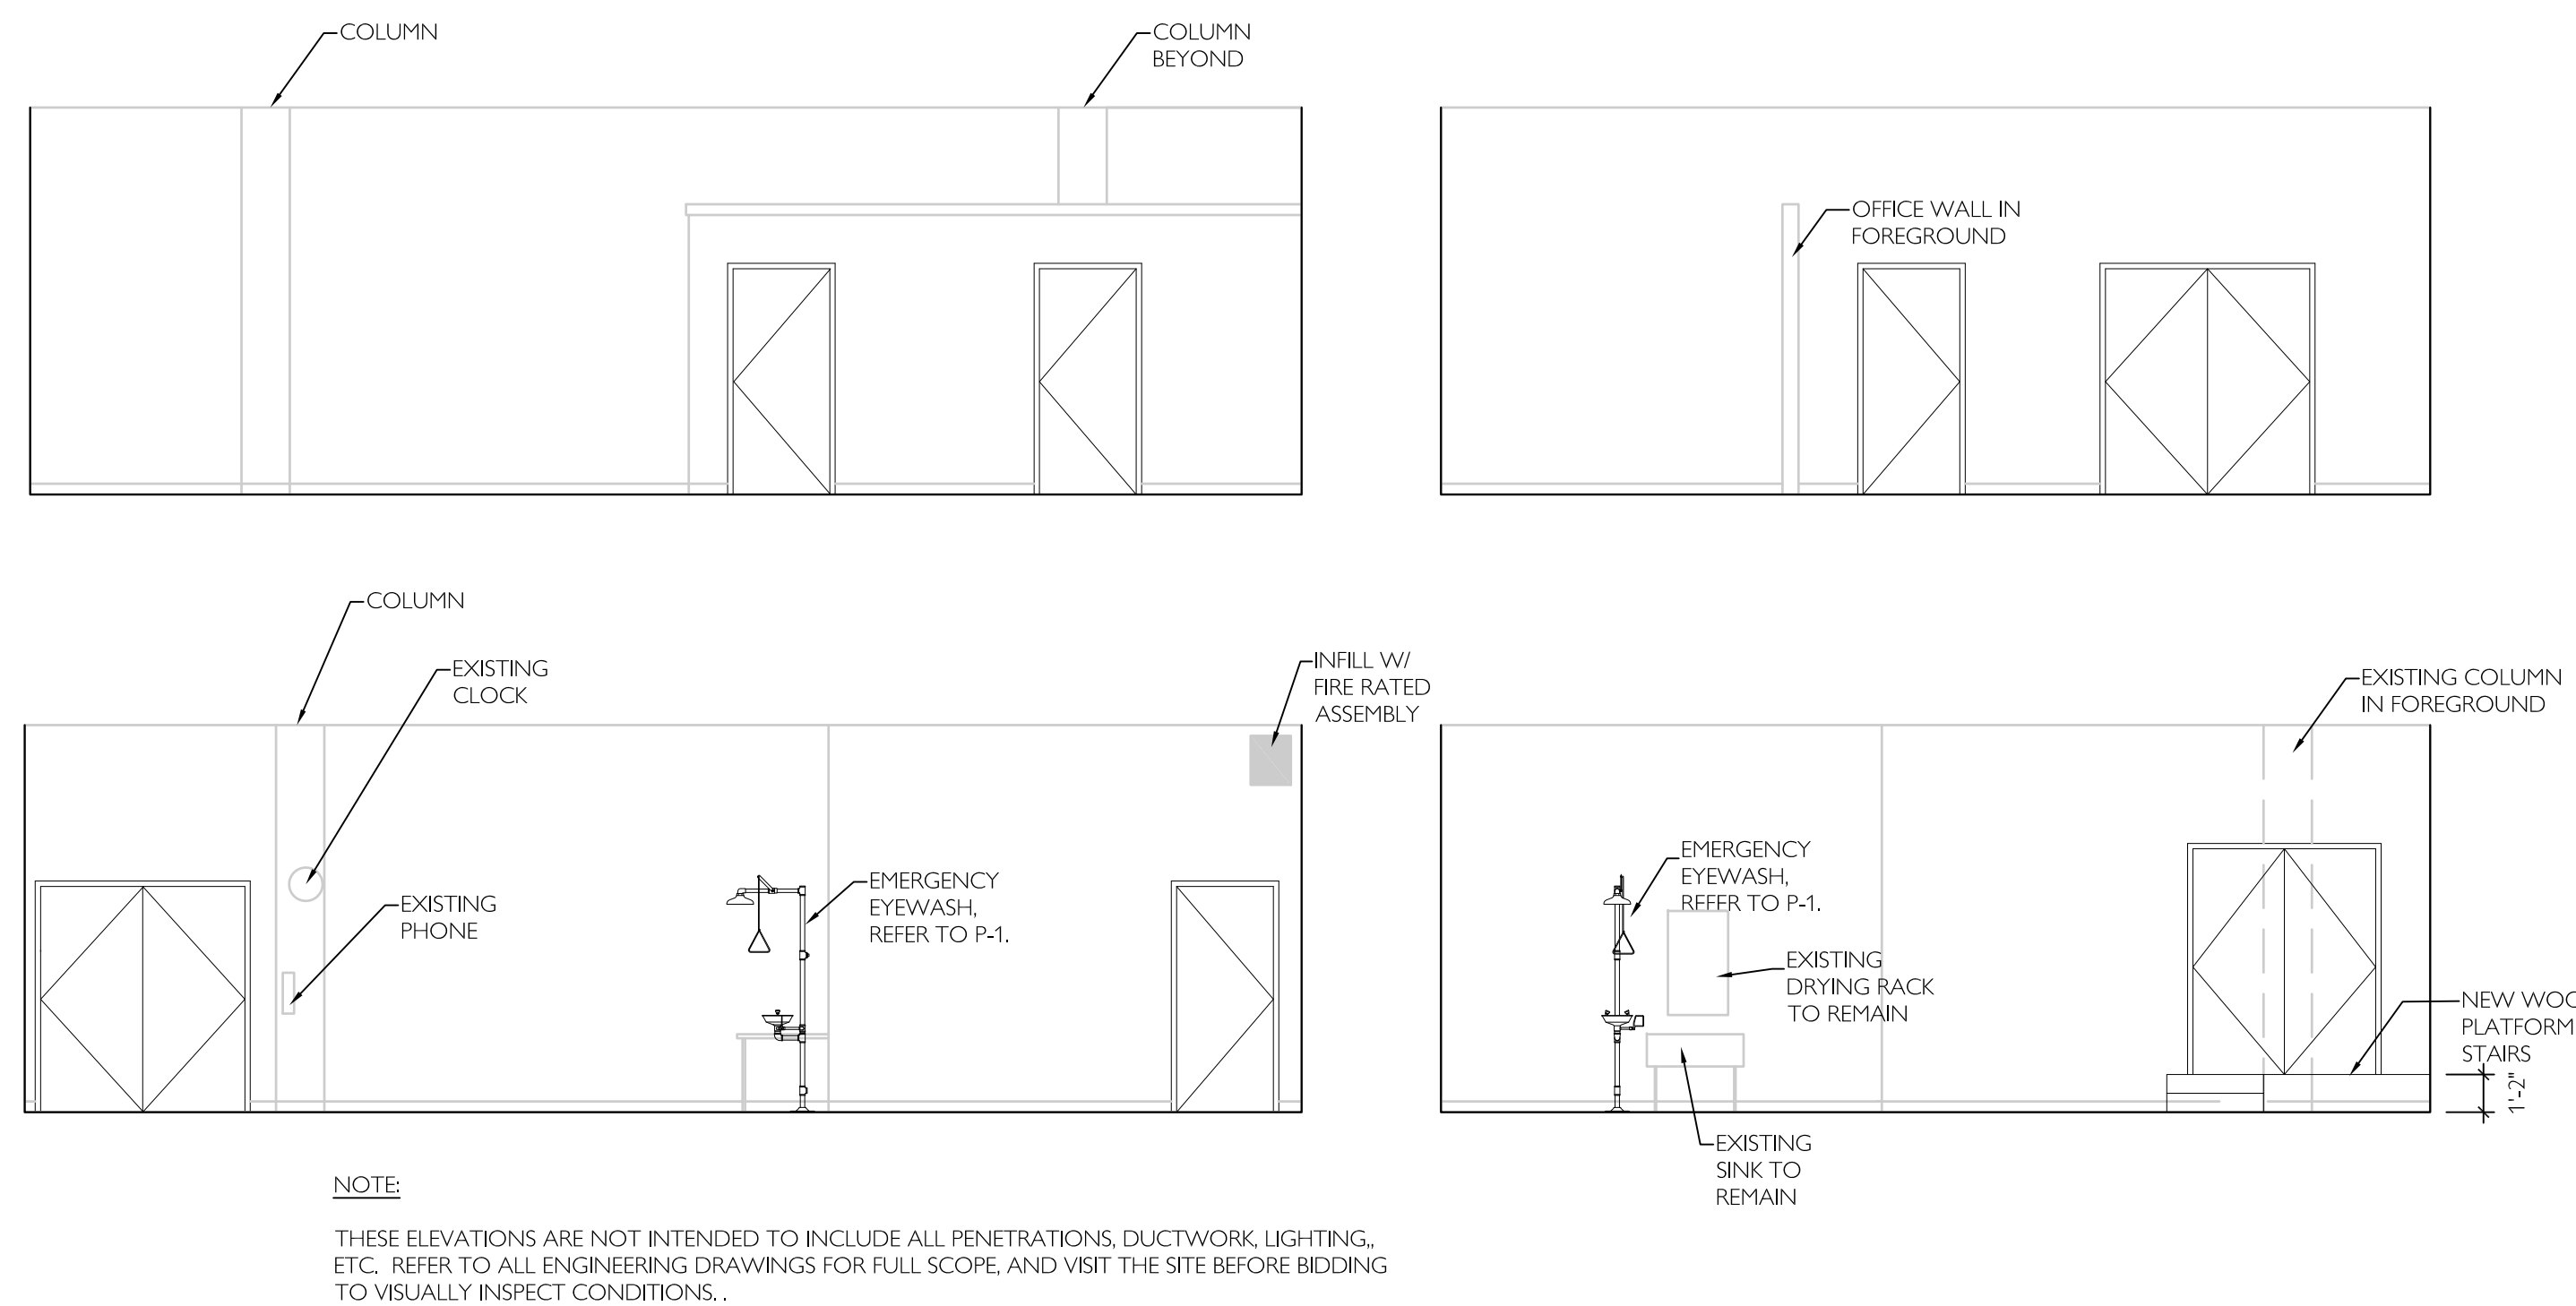 COLUMN
COLUMN
BEYOND
OFFICE WALL IN
FOREGROUND
COLUMN
EXISTING
CLOCK
EXISTING
PHONE
EMERGENCY
EYEWASH,
REFER TO P-1.
INFILL W/
FIRE RATED
ASSEMBLY
EXISTING COLUMN
IN FOREGROUND
EMERGENCY
EYEWASH,
REFER TO P-1.
EXISTING
DRYING RACK
TO REMAIN
NEW
PLATFORM
STAIRS
1'-2"
EXISTING
SINK TO
REMAIN
NOTE:
THESE ELEVATIONS ARE NOT INTENDED TO INCLUDE ALL PENETRATIONS, DUCTWORK, LIGHTING,,
ETC. REFER TO ALL ENGINEERING DRAWINGS FOR FULL SCOPE, AND VISIT THE SITE BEFORE BIDDING
TO VISUALLY INSPECT CONDITIONS. .